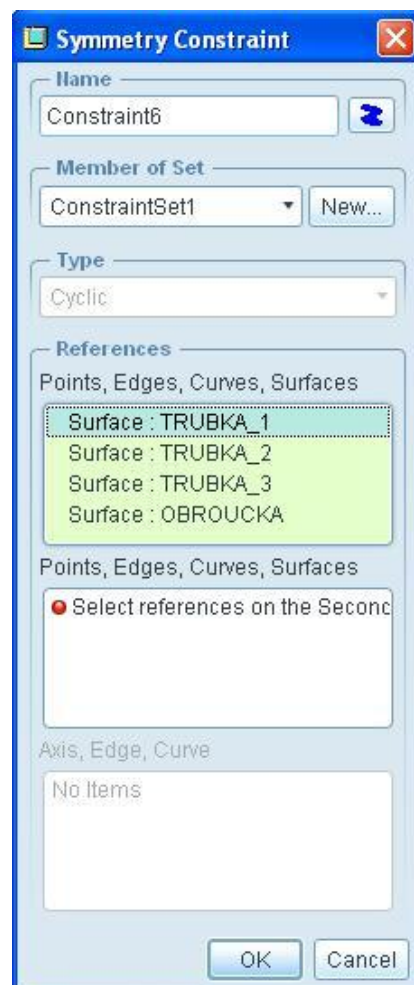 Symmetry Constraint
Name
Constraint6
Member of Set
ConstraintSet1
New...
Type
Cyclic
References
Points, Edges, Curves, Surfaces
Surface : TRUBKA_1
Surface : TRUBKA_2
Surface : TRUBKA_3
Surface : OBROUCKA
Points, Edges, Curves, Surfaces
Select references on the Second
Axis, Edge, Curve
No Items
OK
Cancel